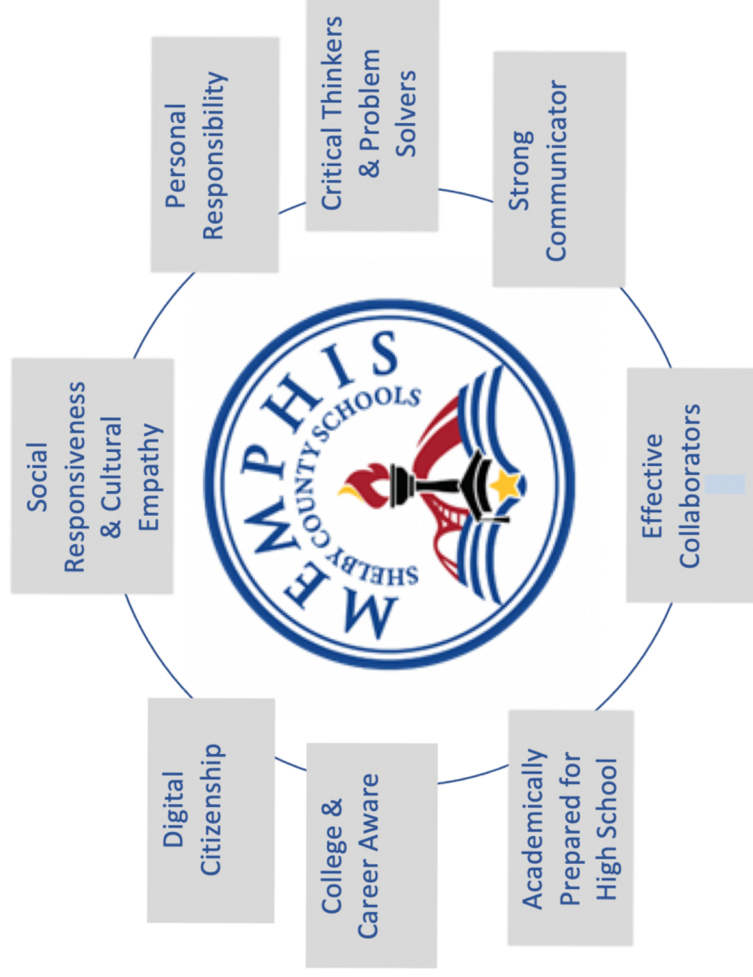 Social
Responsiveness
& Cultural
Empathy
Personal
Responsibility
Critical Thinkers
& Problem
Solvers
Strong
Communicator
Effective
Collaborators
Academically
Prepared for
High School
College &
Career Aware
Digital
Citizenship
MEMPHIS
SHELBY COUNTY SCHOOLS